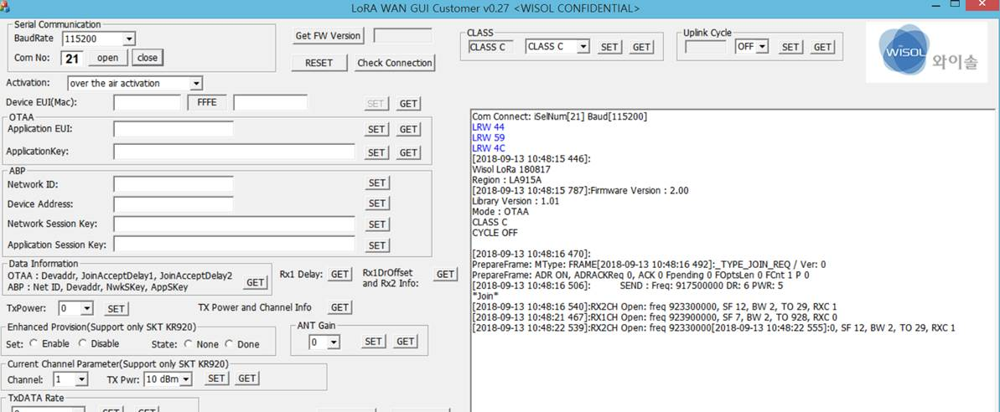 LoRA WAN GUI Customer v0.27 <WISOL CONFIDENTIAL>
Serial Communication
BaudRate 115200
Com No: 21 open close
Get FW Version
RESET Check Connection
CLASS
CLASS C CLASS C SET GET
Uplink Cycle
OFF SET GET
WISOL 와이솔
Activation: over the air activation
Device EUI(Mac): FFFE SET GET
OTAA
Application EUI: SET GET
ApplicationKey: SET GET
ABP
Network ID: SET
Device Address: SET
Network Session Key: SET
Application Session Key: SET
Data Information
OTAA : Devaddr, JoinAcceptDelay1, JoinAcceptDelay2
ABP : Net ID, Devaddr, NwkSKey, AppSKey
GET
Rx1 Delay: GET
Rx1DrOffset
and Rx2 Info:
GET
TxPower: 0 SET
TX Power and Channel Info GET
Enhanced Provision(Support only SKT KR920)
Set: Enable Disable State: None Done
ANT Gain
0 SET GET
Current Channel Parameter(Support only SKT KR920)
Channel: 1 TX Pwr: 10 dBm SET GET
TxDATA Rate
SET GET
Com Connect: iSelNum[21] Baud[115200]
LRW 44
LRW 59
LRW 4C
[2018-09-13 10:48:15 446]:
Wisol LoRa 180817
Region : LA915A
[2018-09-13 10:48:15 787]:Firmware Version : 2.00
Library Version : 1.01
Mode : OTAA
CLASS C
CYCLE OFF
[2018-09-13 10:48:16 470]:
PrepareFrame: MType: FRAME[2018-09-13 10:48:16 492]:_TYPE_JOIN_REQ / Ver: 0
PrepareFrame: ADR ON, ADRACKReq 0, ACK 0 Fpending 0 FOptsLen 0 FCnt 1 P 0
[2018-09-13 10:48:16 506]: SEND : Freq: 917500000 DR: 6 PWR: 5
*Join*
[2018-09-13 10:48:16 540]:RX2CH Open: freq 923300000, SF 12, BW 2, TO 29, RXC 1
[2018-09-13 10:48:21 467]:RX1CH Open: freq 923900000, SF 7, BW 2, TO 928, RXC 0
[2018-09-13 10:48:22 539]:RX2CH Open: freq 92330000[2018-09-13 10:48:22 555]:0, SF 12, BW 2, TO 29, RXC 1